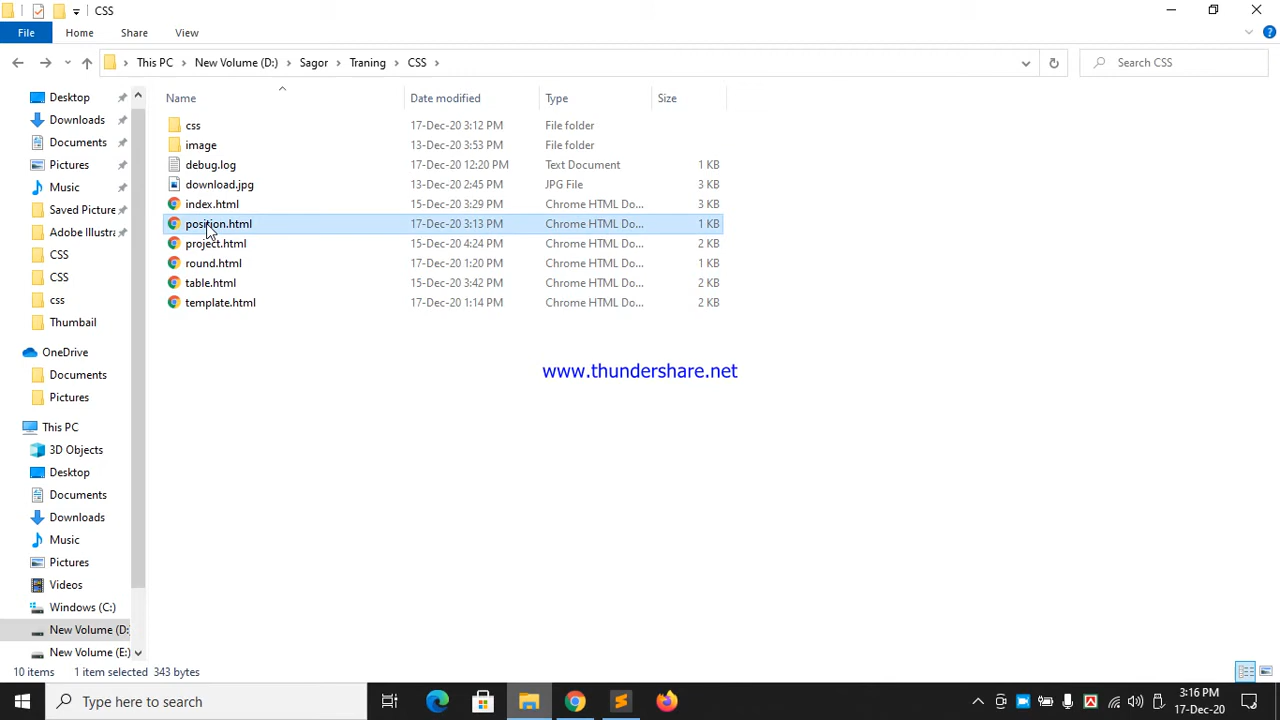 CSS
File Home Share View
This PC New Volume (D:) Sagor Traning CSS Search CSS
Name Date modified Type Size
Desktop
Downloads
Documents
Pictures
Music
Saved Picture
Adobe Illustra
CSS
CSS
css
Thumbail
OneDrive
Documents
Pictures
This PC
3D Objects
Desktop
Documents
Downloads
Music
Pictures
Videos
Windows (C:)
New Volume (D:
New Volume (E:)
css 17-Dec-20 3:12 PM File folder
image 13-Dec-20 3:53 PM File folder
debug.log 17-Dec-20 12:20 PM Text Document 1 KB
download.jpg 13-Dec-20 2:45 PM JPG File 3 KB
index.html 15-Dec-20 3:29 PM Chrome HTML Do... 3 KB
position.html 17-Dec-20 3:13 PM Chrome HTML Do... 1 KB
project.html 15-Dec-20 4:24 PM Chrome HTML Do... 2 KB
round.html 17-Dec-20 1:20 PM Chrome HTML Do... 1 KB
table.html 15-Dec-20 3:42 PM Chrome HTML Do... 2 KB
template.html 17-Dec-20 1:14 PM Chrome HTML Do... 2 KB
www.thundershare.net
10 items 1 item selected 343 bytes
Type here to search
3:16 PM
17-Dec-20